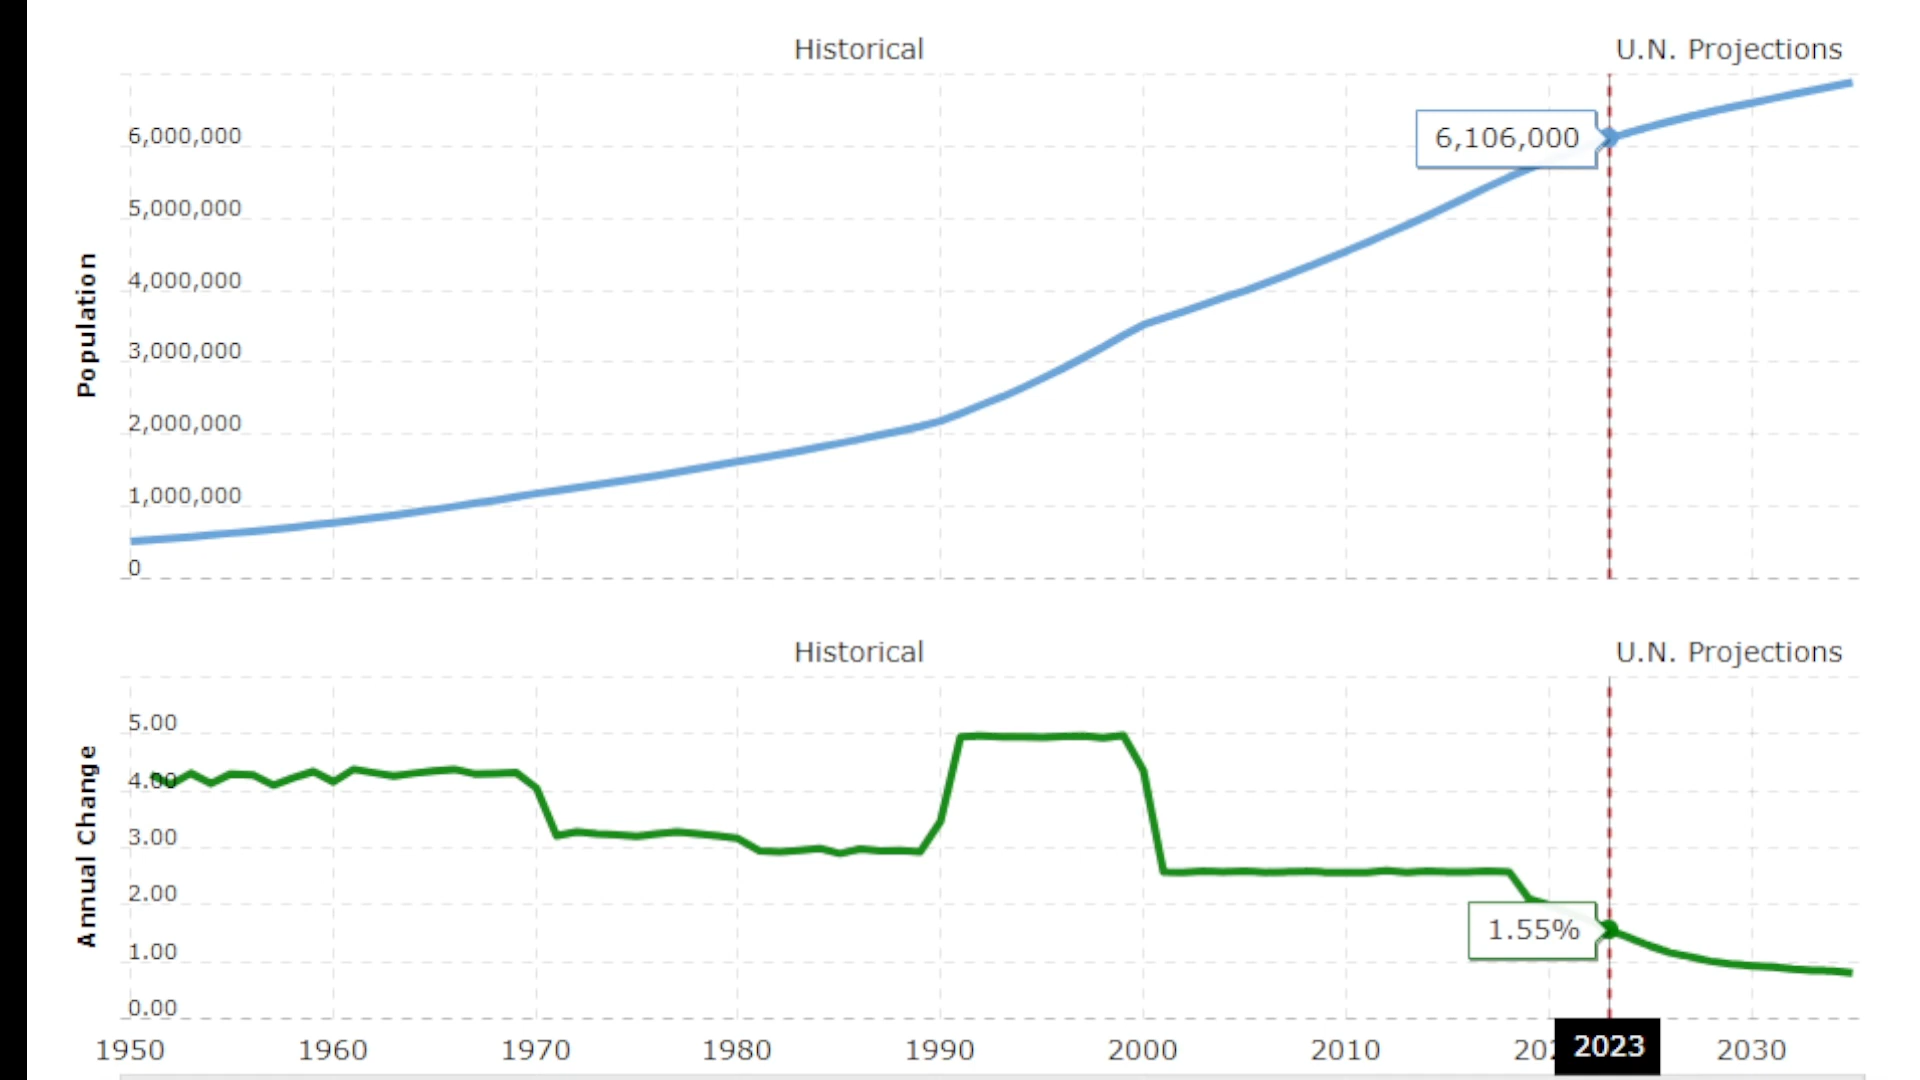 Historical
U.N. Projections
6,000,000
6,106,000
5,000,000
4,000,000
3,000,000
2,000,000
1,000,000
0
Population
Historical
U.N. Projections
5.00
4.00
3.00
2.00
1.55%
1.00
0.00
Annual Change
1950 1960 1970 1980 1990 2000 2010 2023 2030